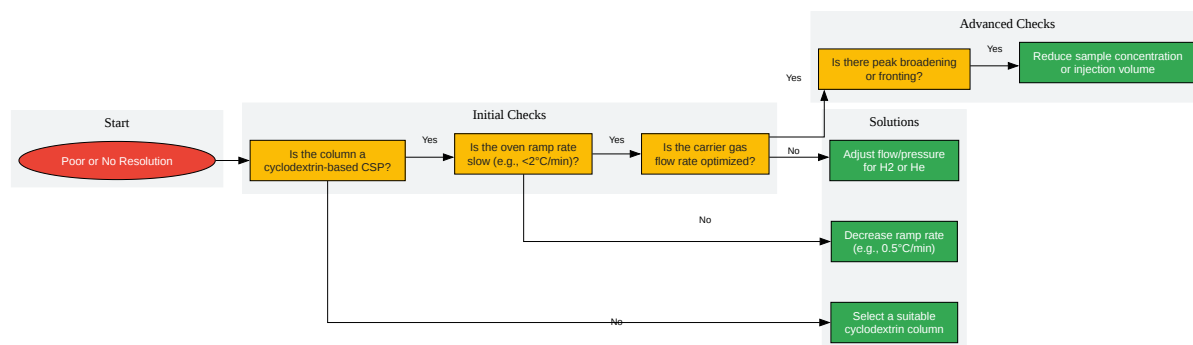 Advanced Checks
Is there peak broadening
or fronting?
Yes
Reduce sample concentration
or injection volume
Yes
Start
Poor or No Resolution
Initial Checks
Is the column a
cyclodextrin-based CSP?
Yes
Is the oven ramp rate
slow (e.g., <2°C/min)?
Yes
Is the carrier gas
flow rate optimized?
No
Solutions
Adjust flow/pressure
for H2 or He
No
Decrease ramp rate
(e.g., 0.5°C/min)
No
Select a suitable
cyclodextrin column